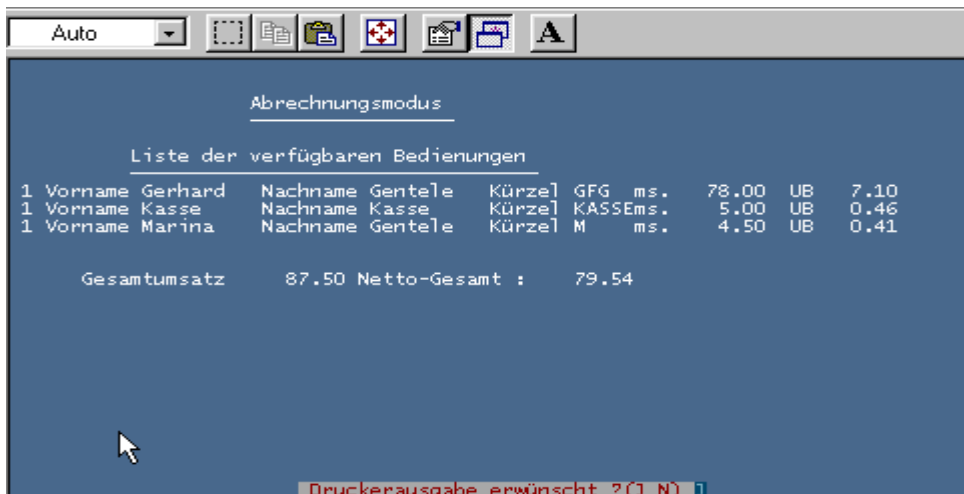 Auto A
Abrechnungsmodus
Liste der verfügbaren Bedienungen
1 Vorname Gerhard Nachname Gentele Kürzel GFG ms. 78.00 UB 7.10
1 Vorname Kasse Nachname Kasse Kürzel KASSEms. 5.00 UB 0.46
1 Vorname Marina Nachname Gentele Kürzel M ms. 4.50 UB 0.41
Gesamtumsatz 87.50 Netto-Gesamt : 79.54
Druckerausgabe erwünscht ?(J N) J